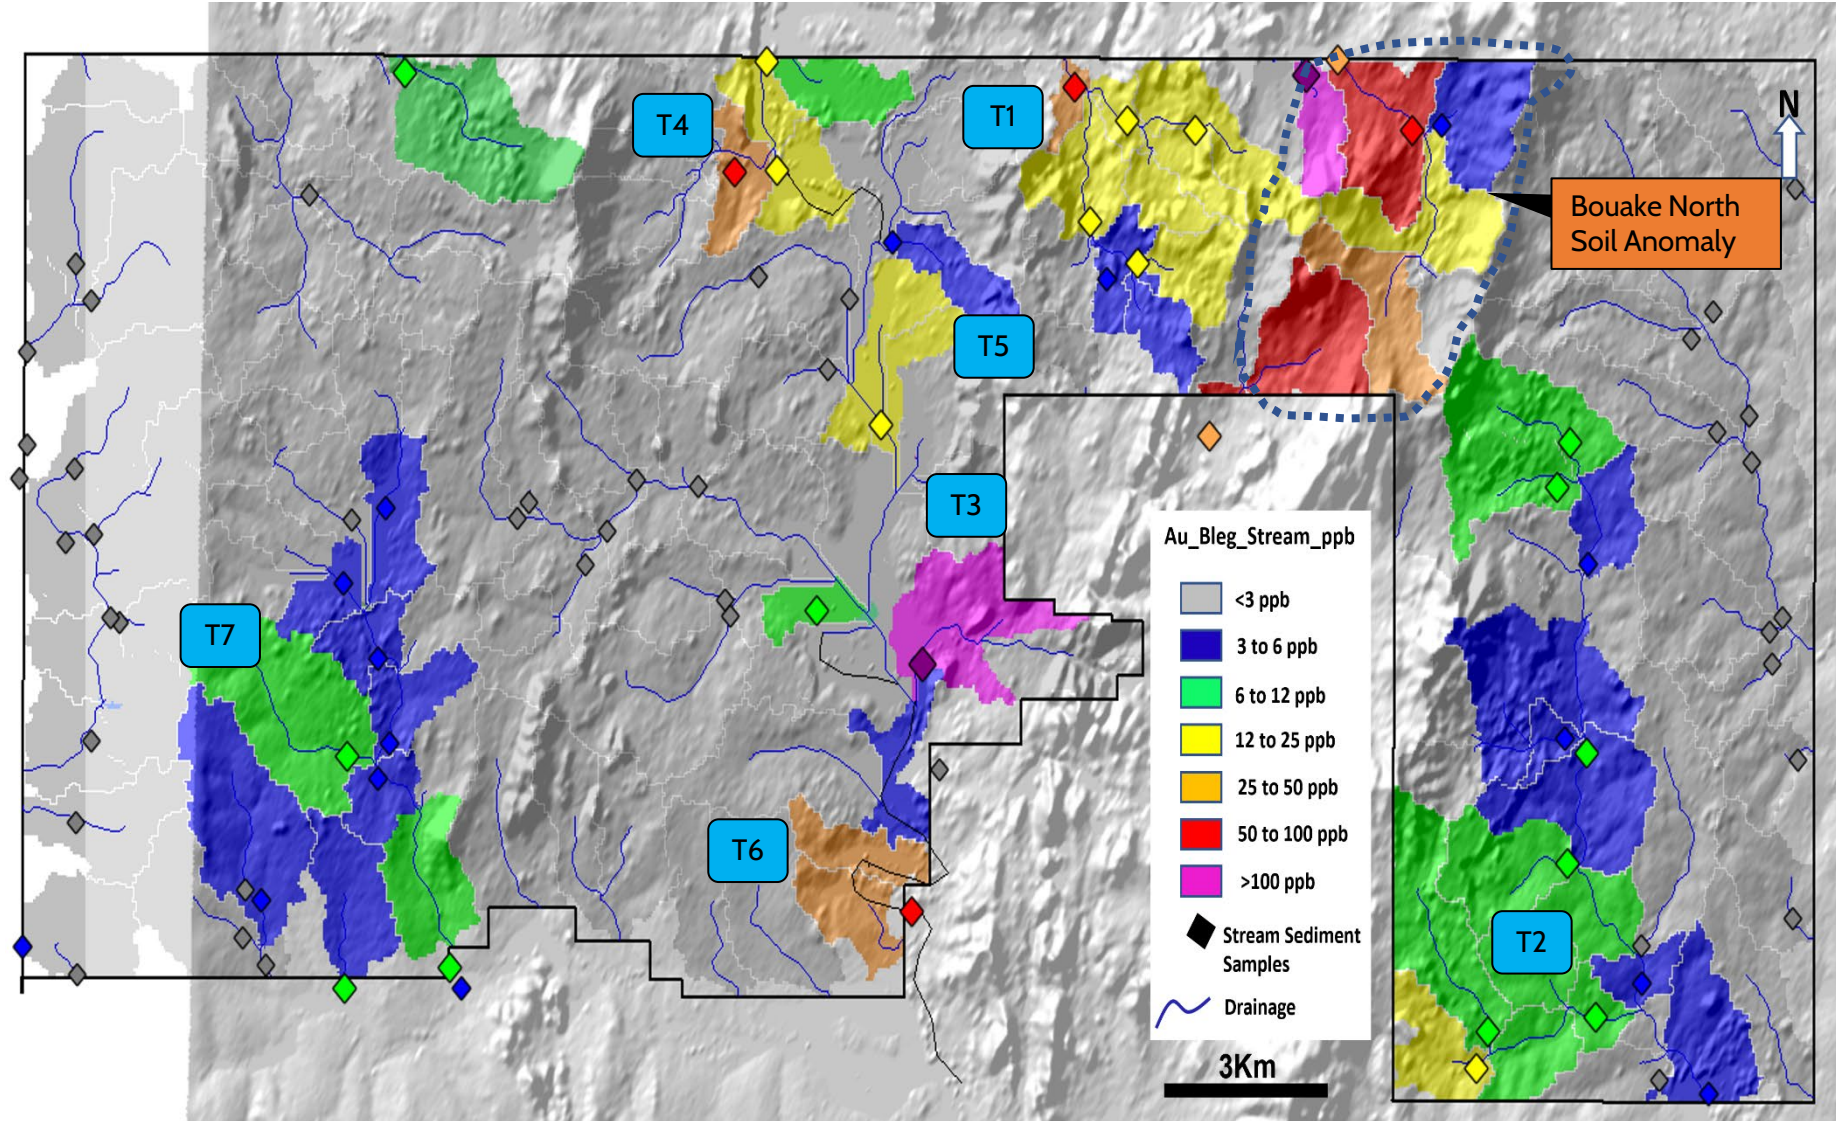 T4
T1
N
Bouake North
Soil Anomaly
T5
T3
Au_Bleg_Stream_ppb
<3 ppb
3 to 6 ppb
6 to 12 ppb
12 to 25 ppb
25 to 50 ppb
50 to 100 ppb
>100 ppb
Stream Sediment
Samples
Drainage
3Km
T7
T6
T2